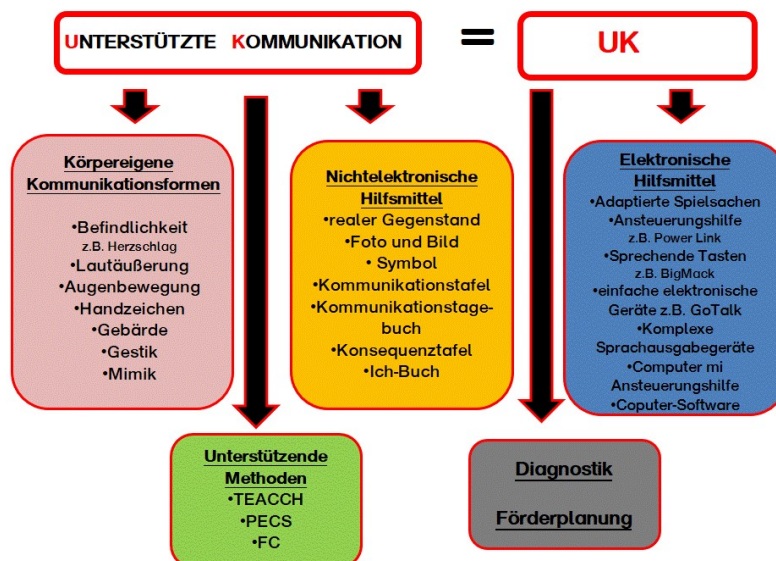 UNTERSTÜTZTE KOMMUNIKATION = UK
Körpereigene
Kommunikationsformen
•Befindlichkeit
z.B. Herzschlag
•Lautäußerung
•Augenbewegung
•Handzeichen
•Gebärde
•Gestik
•Mimik
Nichtelektronische
Hilfsmittel
•realer Gegenstand
•Foto und Bild
• Symbol
•Kommunikationstafel
•Kommunikationstage-
buch
•Konsequenztafel
•Ich-Buch
Elektronische
Hilfsmittel
•Adaptierte Spielsachen
•Ansteuerungshilfe
z.B. Power Link
•Sprechende Tasten
z.B. BigMack
•einfache elektronische
Geräte z.B. GoTalk
•Komplexe
Sprachausgabegeräte
•Computer mi
Ansteuerungshilfe
•Coputer-Software
Unterstützende
Methoden
•TEACCH
•PECS
•FC
Diagnostik
Förderplanung